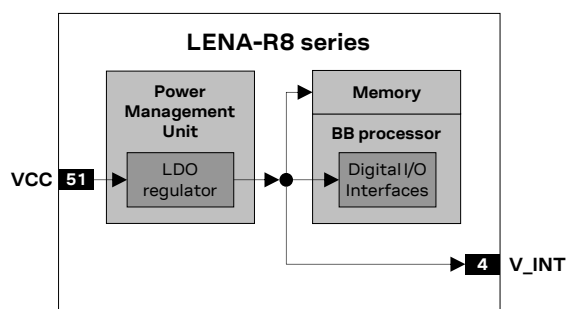 LENA-R8 series
Power
Management
Unit
Memory
BB processor
LDO
regulator
Digital I/O
Interfaces
VCC 51
4 V_INT